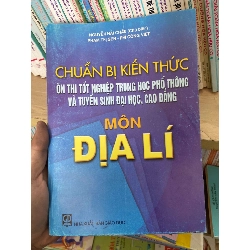 CHUẨN BỊ KIẾN THỨC
ÔN THI TỐT NGHIỆP TRUNG HỌC PHỔ THÔNG
VÀ TUYỂN SINH ĐẠI HỌC, CAO ĐẲNG
MÔN
ĐỊA LÍ